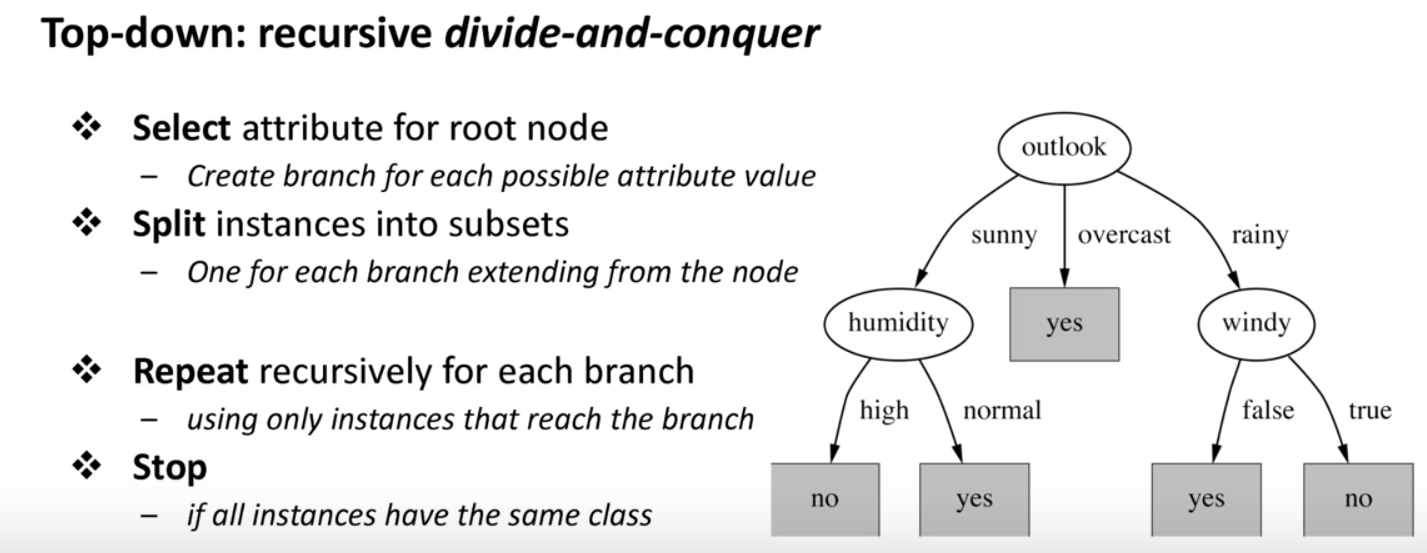 Top-down: recursive divide-and-conquer
❖ Select attribute for root node
– Create branch for each possible attribute value
❖ Split instances into subsets
– One for each branch extending from the node
❖ Repeat recursively for each branch
– using only instances that reach the branch
❖ Stop
– if all instances have the same class
outlook
sunny overcast rainy
humidity yes windy
high normal false true
no yes yes no